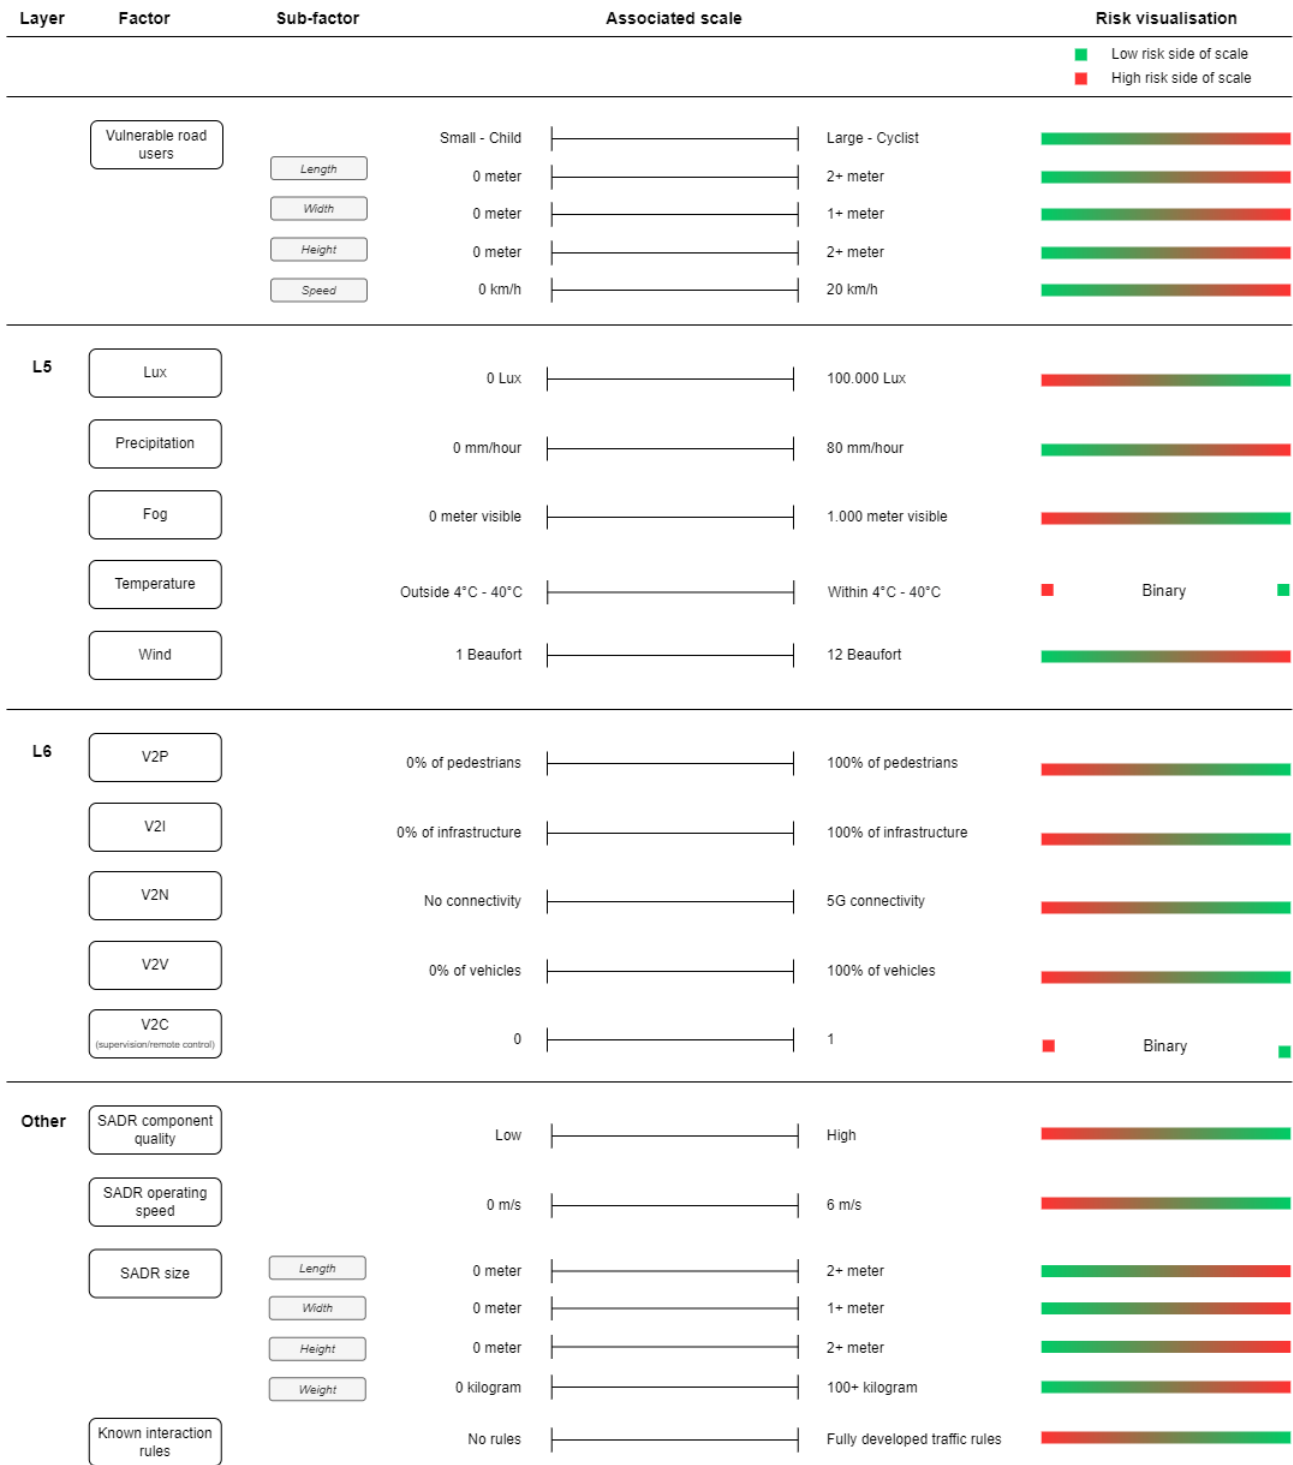 Layer Factor Sub-factor Associated scale Risk visualisation
Low risk side of scale
High risk side of scale
Vulnerable road
users
Small - Child Large - Cyclist
Length 0 meter 2+ meter
Width 0 meter 1+ meter
Height 0 meter 2+ meter
Speed 0 km/h 20 km/h
L5 Lux 0 Lux 100.000 Lux
Precipitation 0 mm/hour 80 mm/hour
Fog 0 meter visible 1.000 meter visible
Temperature Outside 4°C - 40°C Within 4°C - 40°C Binary
Wind 1 Beaufort 12 Beaufort
L6 V2P 0% of pedestrians 100% of pedestrians
V2I 0% of infrastructure 100% of infrastructure
V2N No connectivity 5G connectivity
V2V 0% of vehicles 100% of vehicles
V2C
(supervision/remote control)
0 1 Binary
Other SADR component
quality
Low High
SADR operating
speed
0 m/s 6 m/s
SADR size
Length 0 meter 2+ meter
Width 0 meter 1+ meter
Height 0 meter 2+ meter
Weight 0 kilogram 100+ kilogram
Known interaction
rules
No rules Fully developed traffic rules